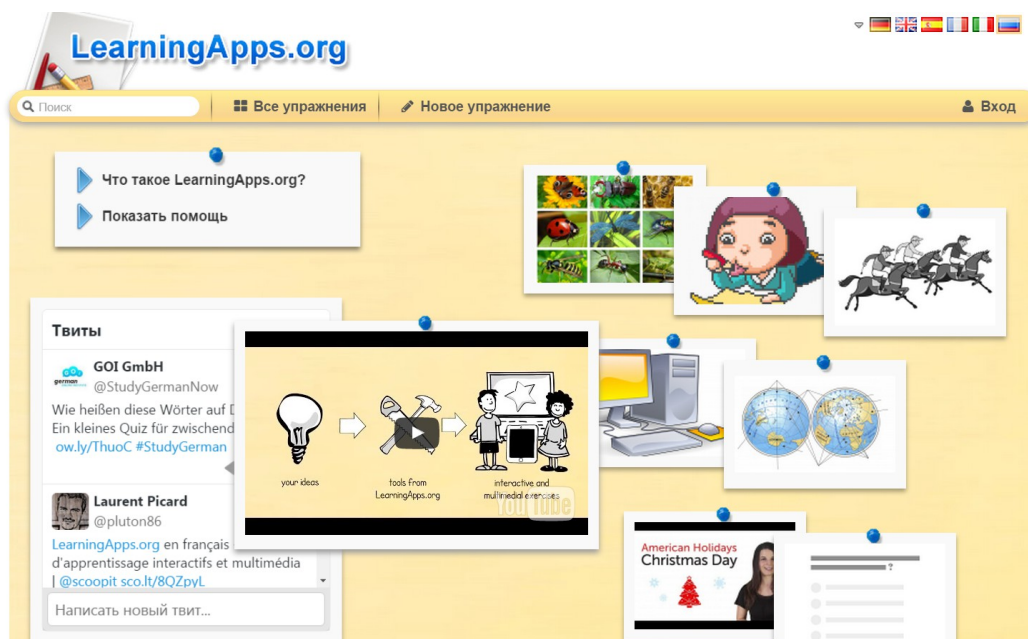 LearningApps.org
Поиск
Все упражнения
Новое упражнение
Вход
Что такое LearningApps.org?
Показать помощь
Твиты
GOI GmbH
@StudyGermanNow
Wie heißen diese Wörter auf
Ein kleines Quiz für zwischend
ow.ly/ThuoC #StudyGerman
Laurent Picard
@pluton86
LearningApps.org en français
d'apprentissage interactifs et multimédia
| @scoopit sco.lt/8QZpyL
Написать новый твит...
your ideas
tools from
LearningApps.org
interactive and
multimedial exercises
YouTube
American Holidays
Christmas Day
?